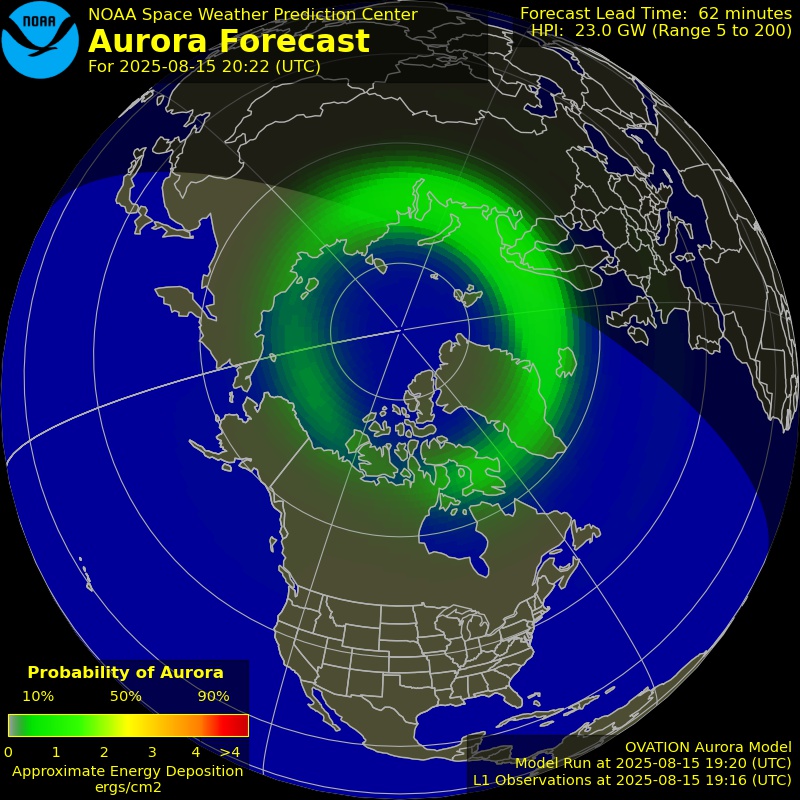 NOAA
NOAA Space Weather Prediction Center
Aurora Forecast
For 2025-08-15 20:22 (UTC)
Forecast Lead Time: 62 minutes
HPI: 23.0 GW (Range 5 to 200)
Probability of Aurora
10% 50% 90%
0 1 2 3 4 >4
Approximate Energy Deposition
ergs/cm2
OVATION Aurora Model
Model Run at 2025-08-15 19:20 (UTC)
L1 Observations at 2025-08-15 19:16 (UTC)